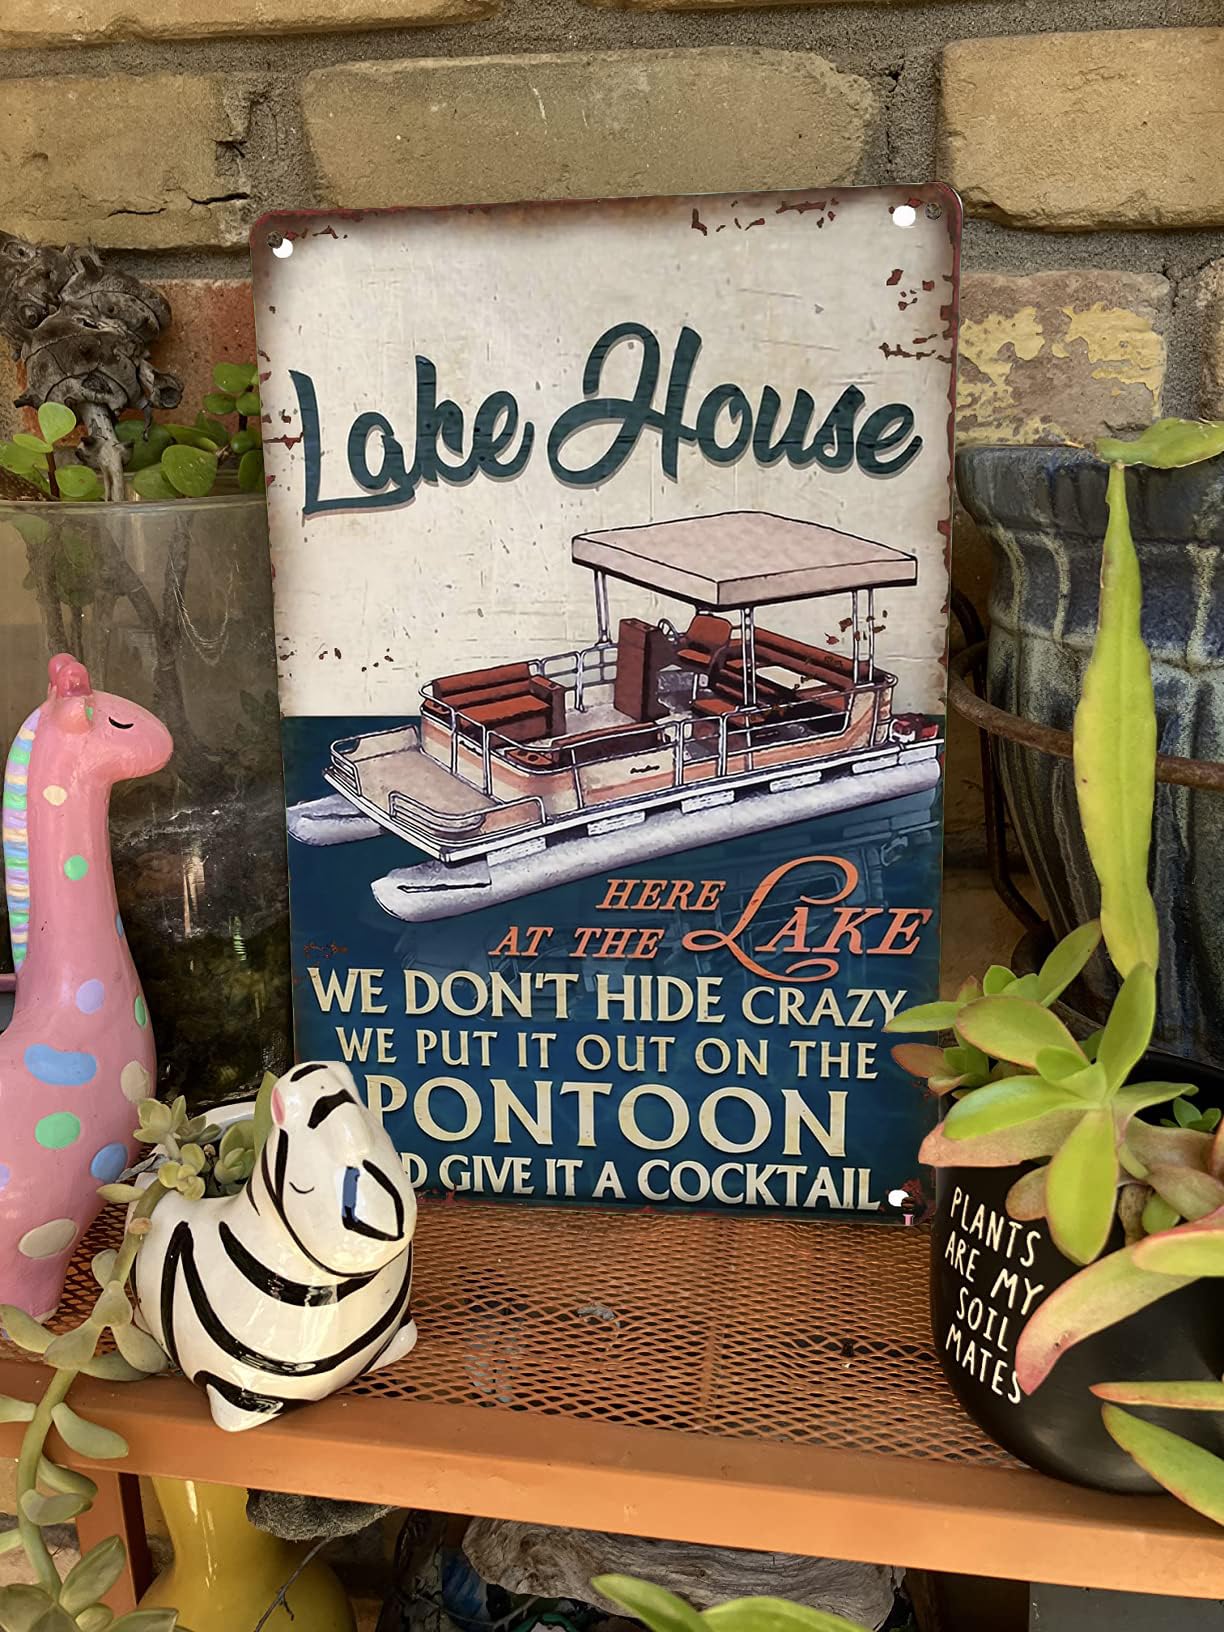 Lake House
HERE
AT THE LAKE
WE DON'T HIDE CRAZY
WE PUT IT OUT ON THE
PONTOON
D GIVE IT A COCKTAIL
PLANTS
ARE MY
SOIL
MATES